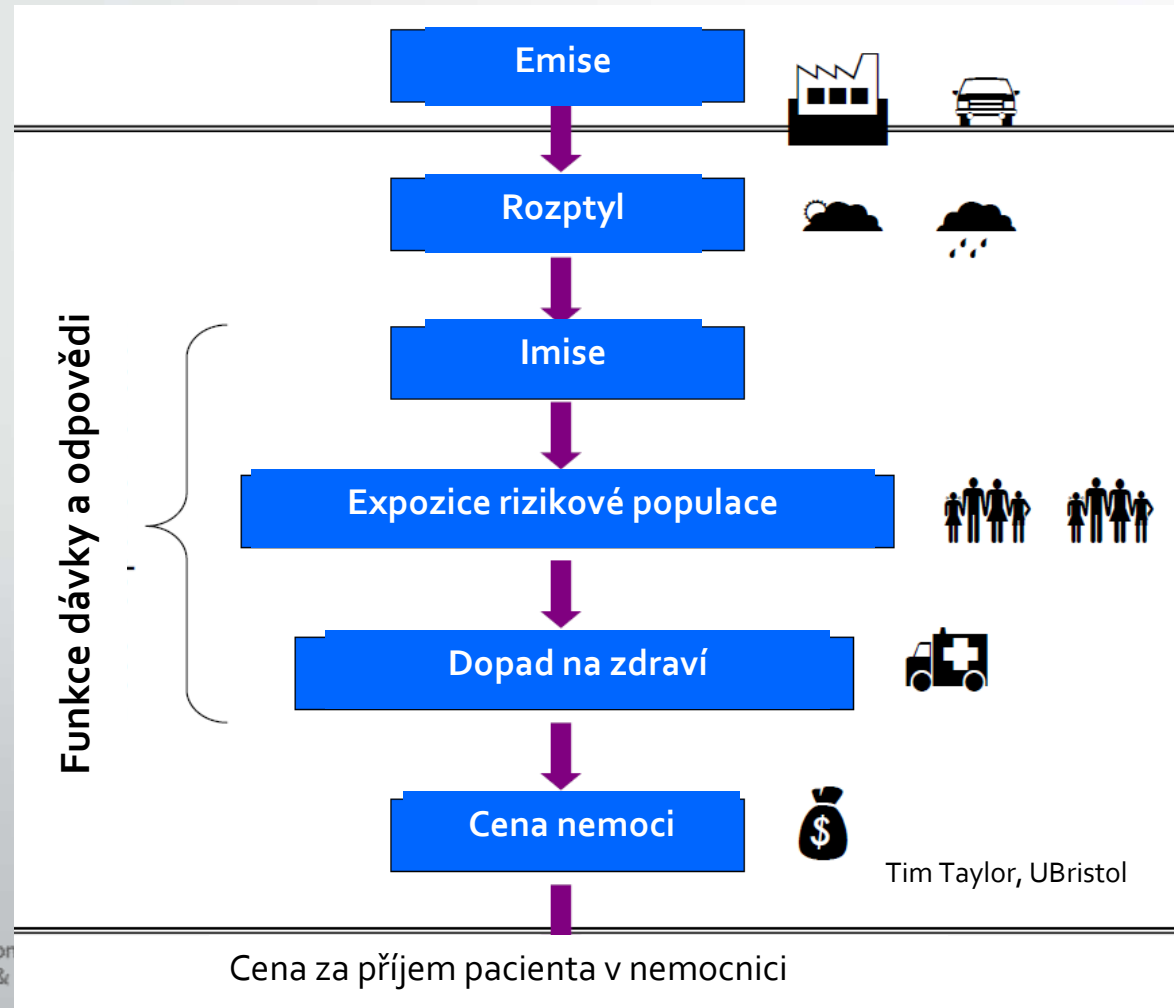 Emise
Rozptyl
Imise
Funkce dávky a odpovědi
Expozice rizikové populace
Dopad na zdraví
Cena nemoci
$
Tim Taylor, UBristol
Cena za příjem pacienta v nemocnici
&